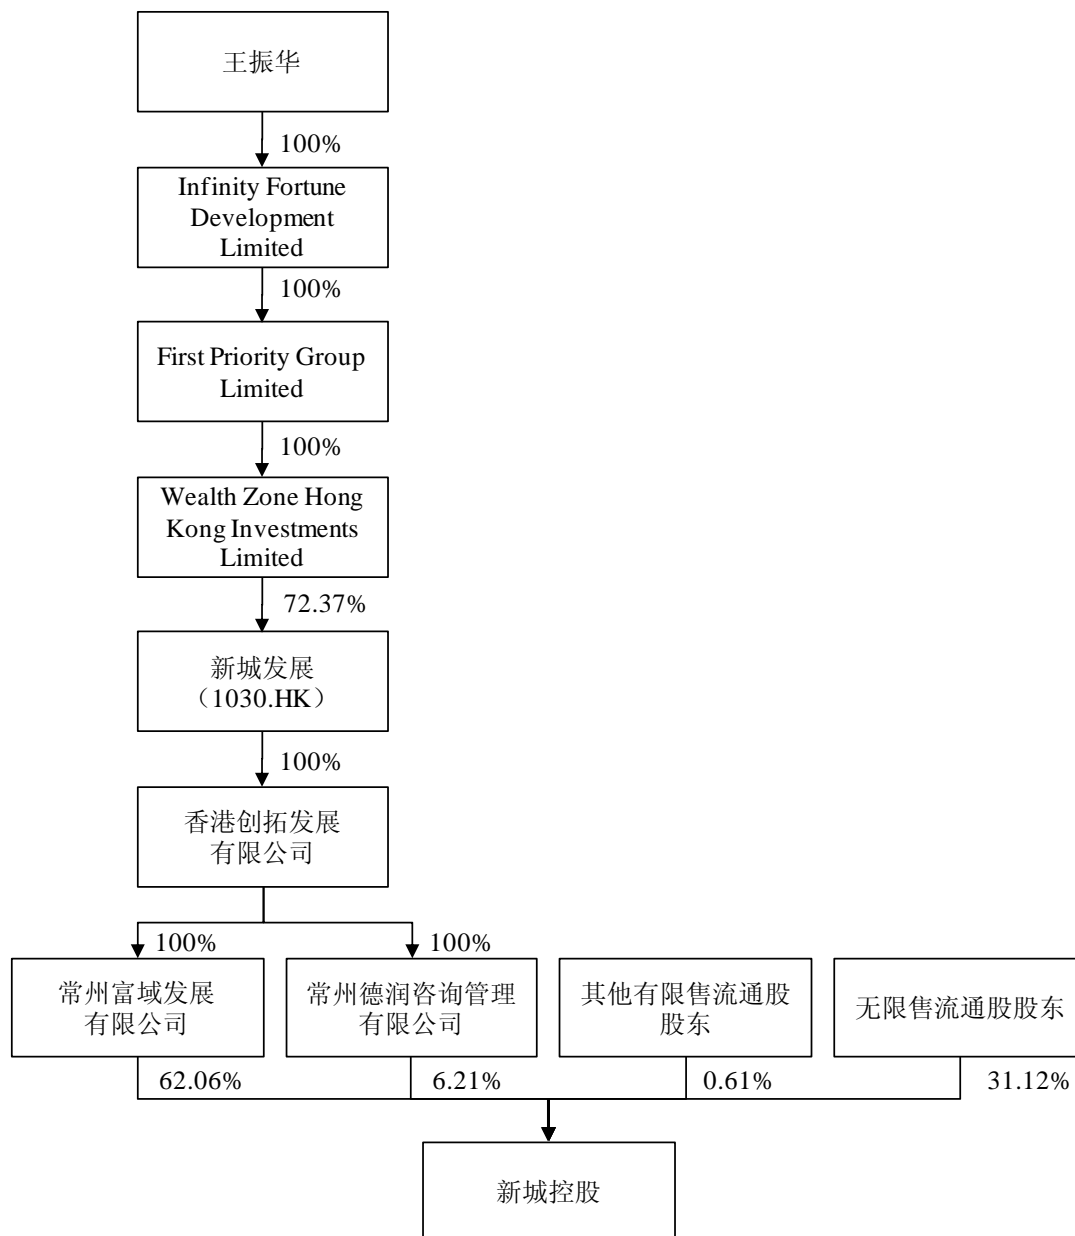 王振华
100%
Infinity Fortune
Development
Limited
100%
First Priority Group
Limited
100%
Wealth Zone Hong
Kong Investments
Limited
72.37%
新城发展
（1030.HK）
100%
香港创拓发展
有限公司
100%
100%
常州富域发展
有限公司
常州德润咨询管理
有限公司
其他有限售流通股
股东
无限售流通股股东
62.06%
6.21%
0.61%
31.12%
新城控股